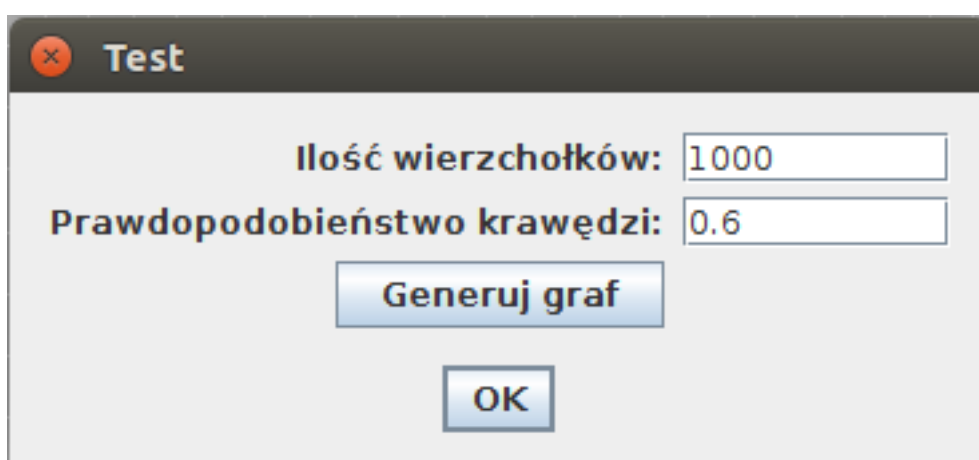 Test
Ilość wierzchołków: 1000
Prawdopodobieństwo krawędzi: 0.6
Generuj graf
OK